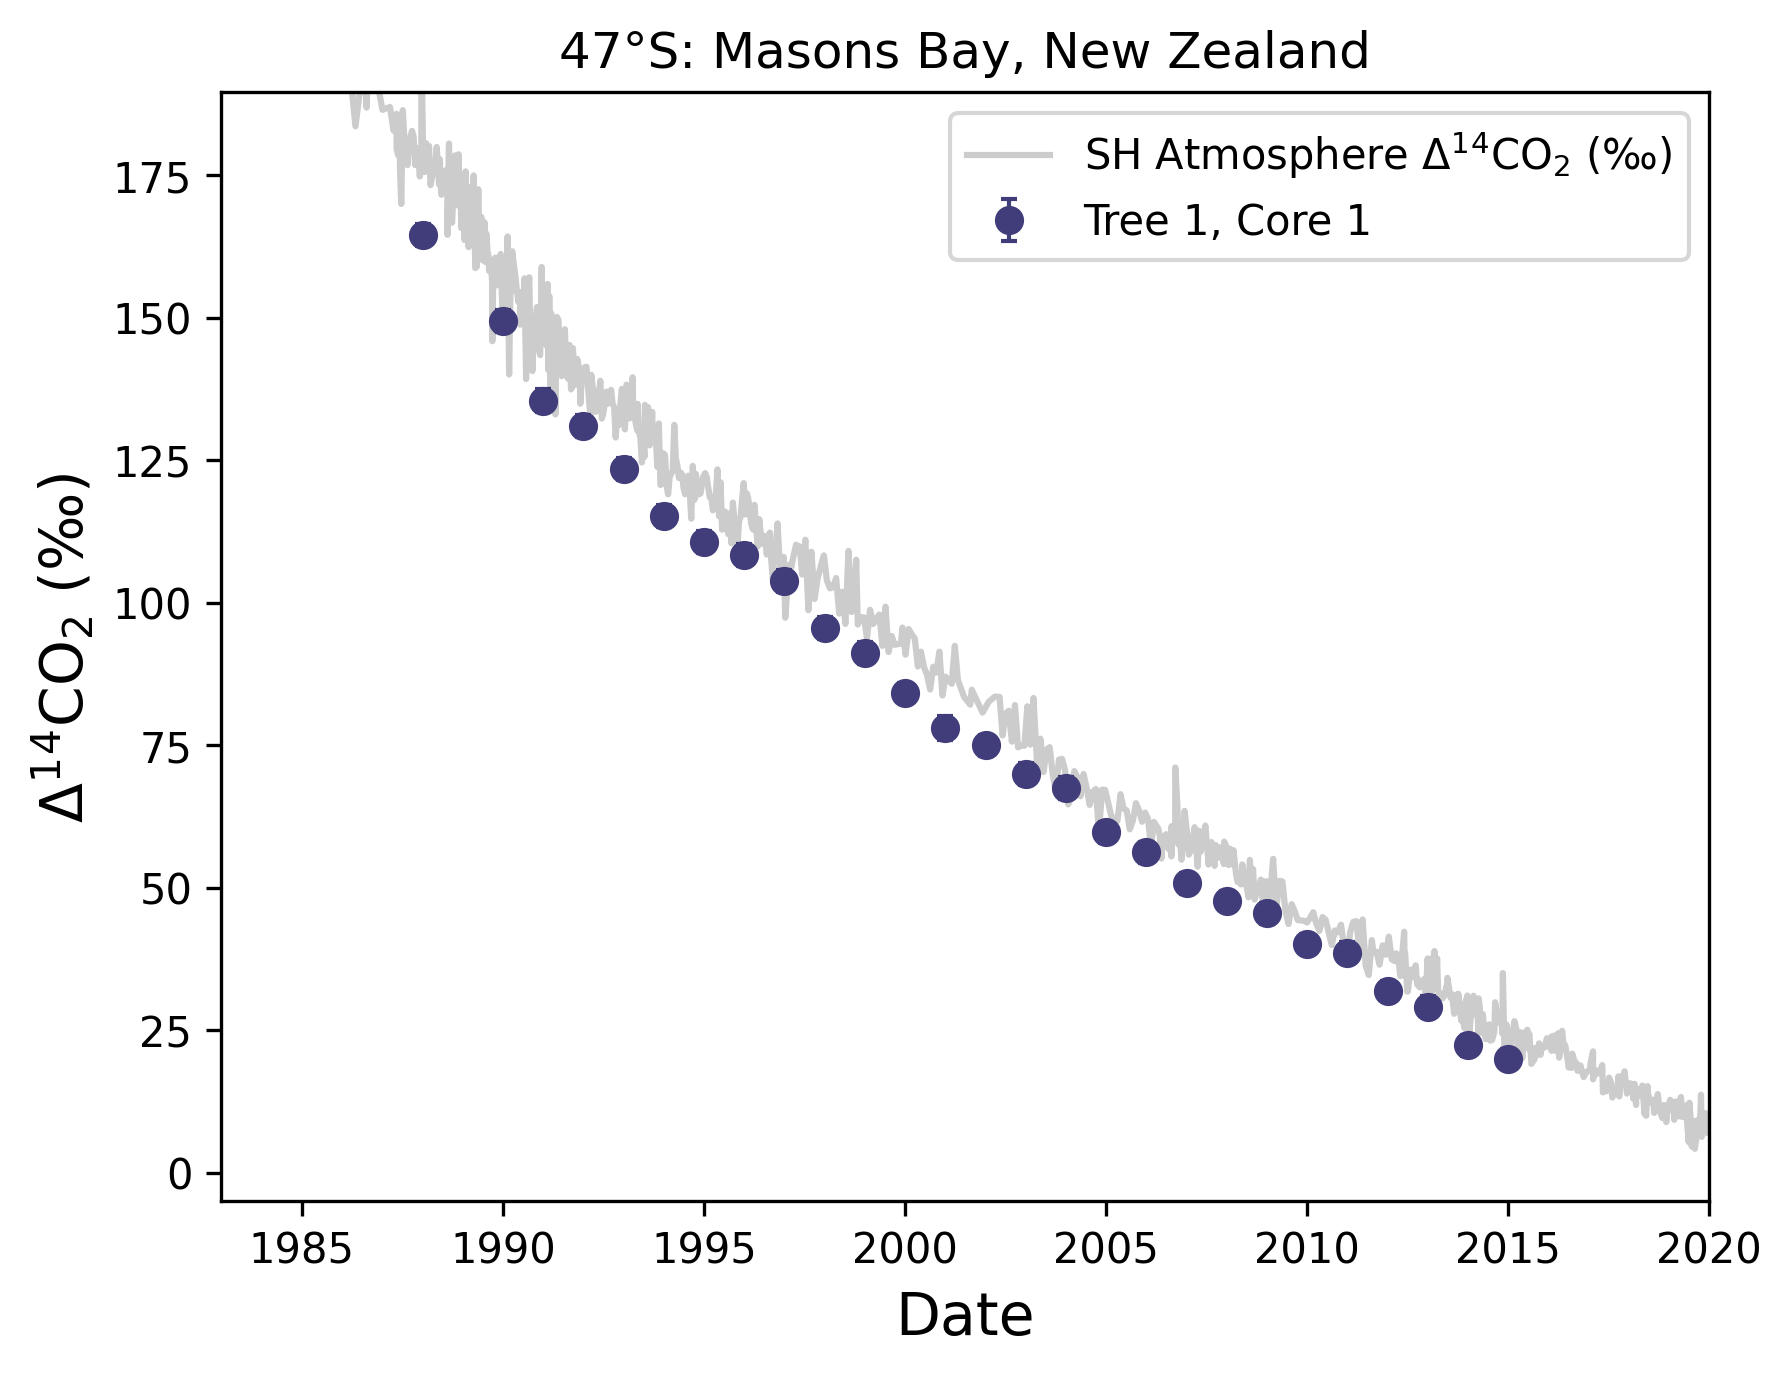 47°S: Masons Bay, New Zealand
SH Atmosphere Δ¹⁴CO₂ (‰)
Tree 1, Core 1
Δ¹⁴CO₂ (‰)
175
150
125
100
75
50
25
0
1985 1990 1995 2000 2005 2010 2015 2020
Date